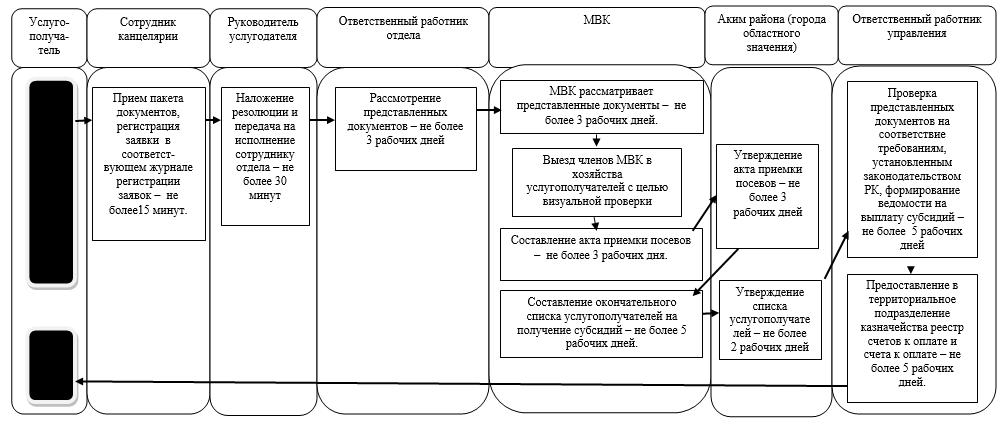 Услуго-
получа-
тель
Сотрудник
канцелярии
Руководитель
услугодателя
Ответственный работник
отдела
МВК
Аким района (города
областного
значения)
Ответственный работник
управления
Прием пакета
документов,
регистрация
заявки в
соответст-
вующем журнале
регистрации
заявок – не
более15 минут.
Наложение
резолюции и
передача на
исполнение
сотруднику
отдела – не
более 30
минут
Рассмотрение
представленных
документов – не более
3 рабочих дней
МВК рассматривает
представленные документы – не
более 3 рабочих дней.
Выезд членов МВК в
хозяйства
услугополучателей с целью
визуальной проверки
Составление акта приемки посевов
– не более 3 рабочих дня.
Составление окончательного
списка услугополучателей на
получение субсидий – не более 5
рабочих дней.
Утверждение
акта приемки
посевов – не
более 3
рабочих дней
Утверждение
списка
услугополучате
лей – не более
2 рабочих дней
Проверка
представленных
документов на
соответствие
требованиям,
установленным
законодательством
РК, формирование
ведомости на
выплату субсидий –
не более 5 рабочих
дней
Предоставление в
территориальное
подразделение
казначейства реестр
счетов к оплате и
счета к оплате – не
более 5 рабочих
дней.